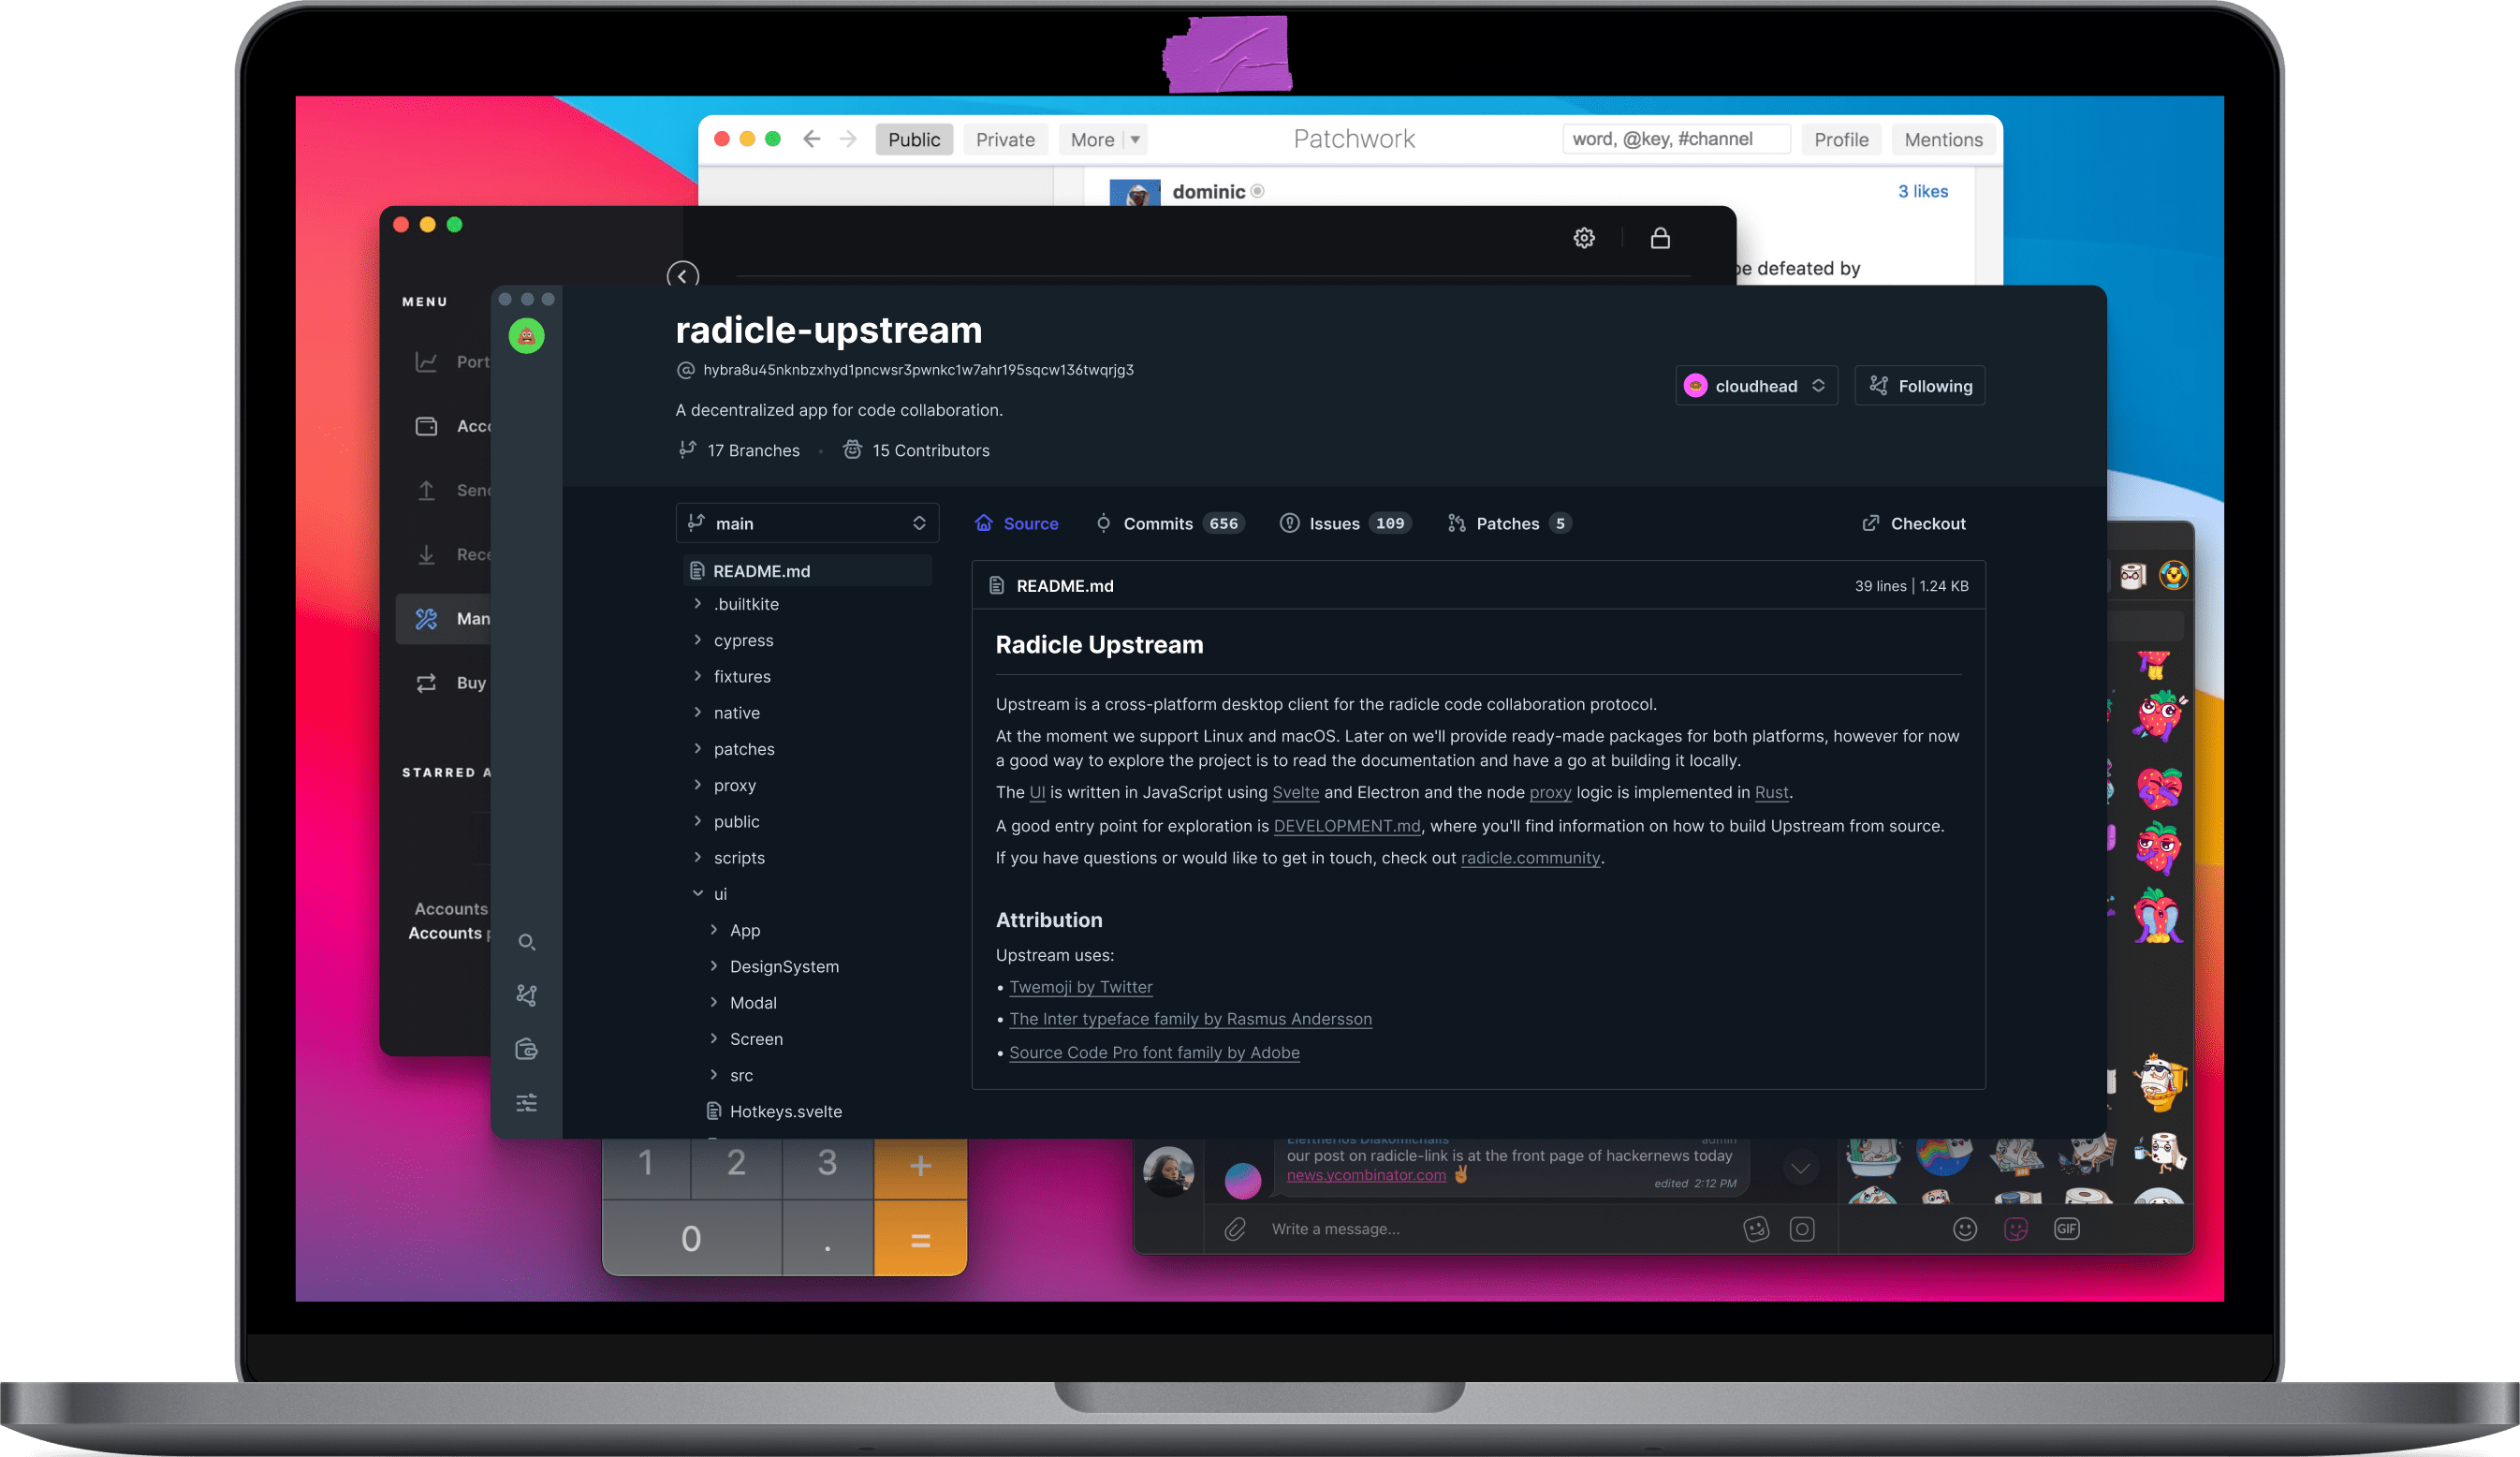 Public
Private
More
Patchwork
word, @key, #channel
Profile
Mentions
dominic
3 likes
be defeated by
MENU
STARRED
Buy
Accounts
Accounts
radicle-upstream
hybra8u45nknbzxhyd1pncwsr3pwnkc1w7ahr195sqcw136twqrjg3
A decentralized app for code collaboration.
17 Branches
15 Contributors
cloudhead
Following
main
Source
Commits 656
Issues 109
Patches 5
Checkout
README.md
.builtkite
cypress
fixtures
native
patches
proxy
public
scripts
ui
App
DesignSystem
Modal
Screen
src
Hotkeys.svelte
README.md
39 lines | 1.24 KB
Radicle Upstream
Upstream is a cross-platform desktop client for the radicle code collaboration protocol.
At the moment we support Linux and macOS. Later on we'll provide ready-made packages for both platforms, however for now
a good way to explore the project is to read the documentation and have a go at building it locally.
The UI is written in JavaScript using Svelte and Electron and the node proxy logic is implemented in Rust.
A good entry point for exploration is DEVELOPMENT.md, where you'll find information on how to build Upstream from source.
If you have questions or would like to get in touch, check out radicle.community.
Attribution
Upstream uses:
• Twemoji by Twitter
• The Inter typeface family by Rasmus Andersson
• Source Code Pro font family by Adobe
1 2 3 +
0 . =
Eleftherios Diakomichalis
admin
our post on radicle-link is at the front page of hackernews today
news.ycombinator.com ✌
edited 2:12 PM
Write a message...
GIF